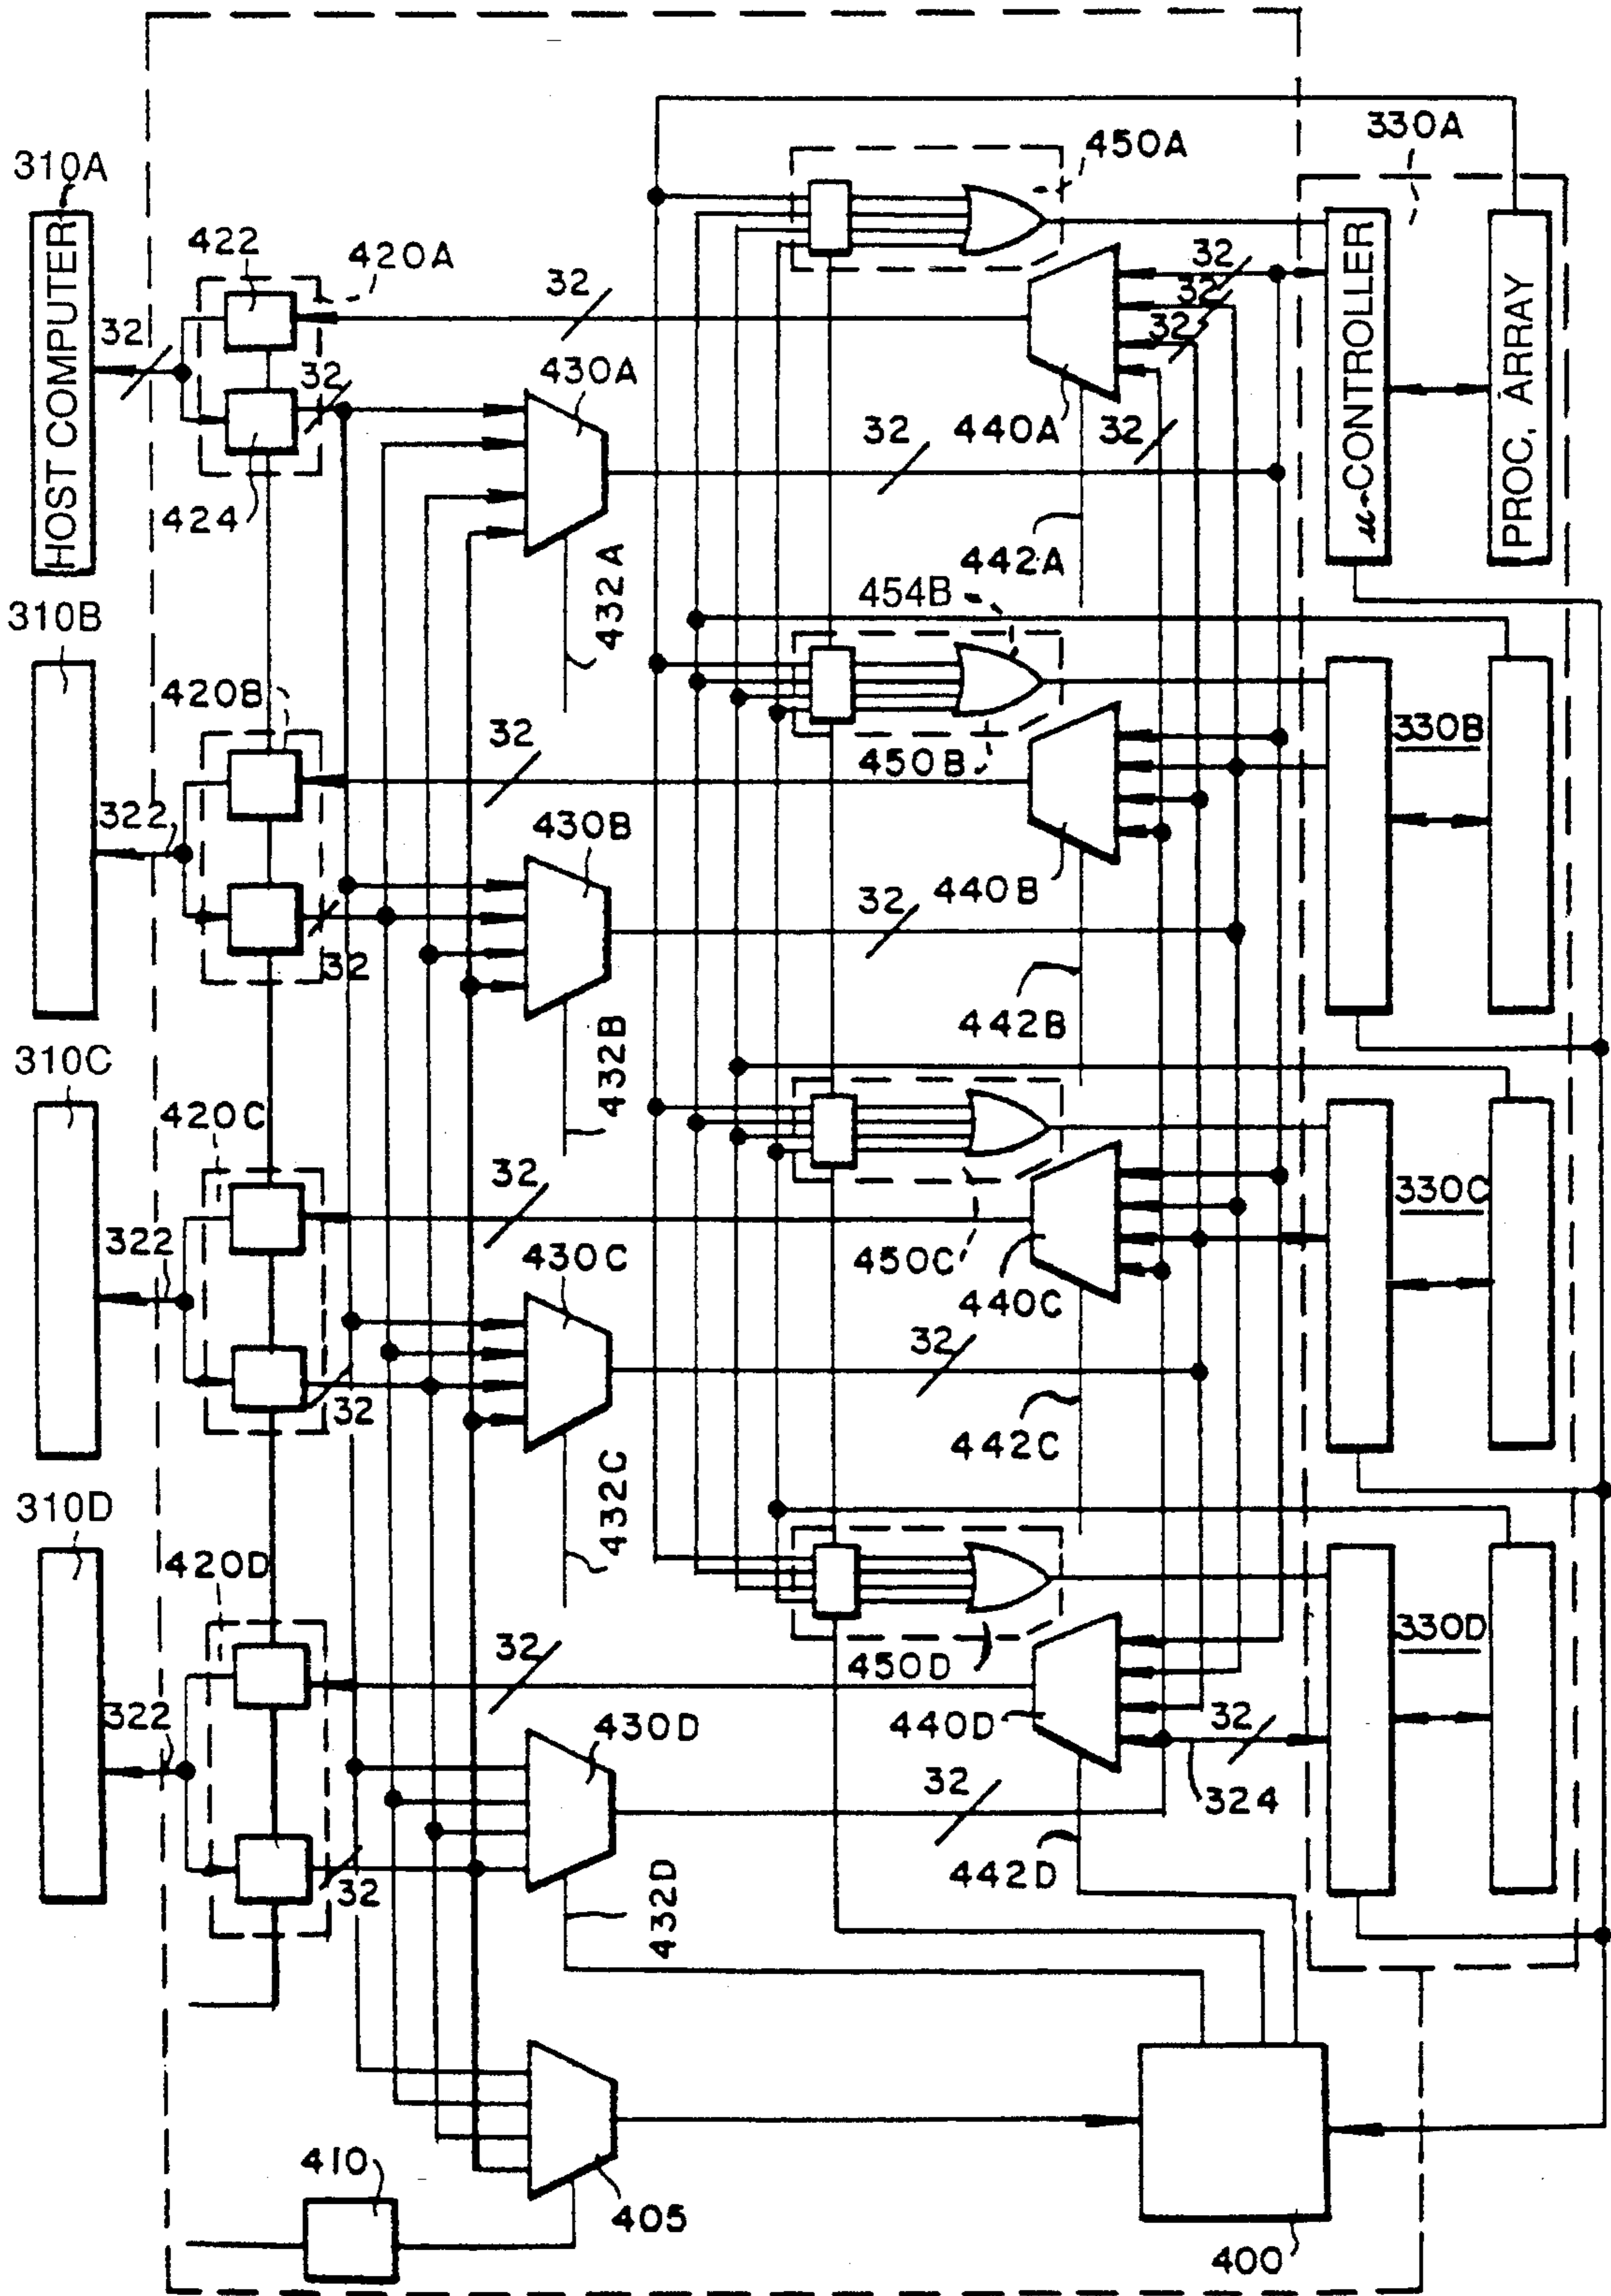 330A
450A
310A
HOST COMPUTER
422
420A
32
32
32
32
32
μ-CONTROLLER
PROC. ARRAY
32
430A
440A
32
32
424
442A
432A
454B
310B
420B
32
330B
450B
322
430B
440B
32
32
442B
432B
310C
420C
32
330C
450C
322
430C
440C
32
32
442C
432C
310D
420D
32
330D
450D
322
430D
440D
32
32
324
32
442D
432D
410
405
400